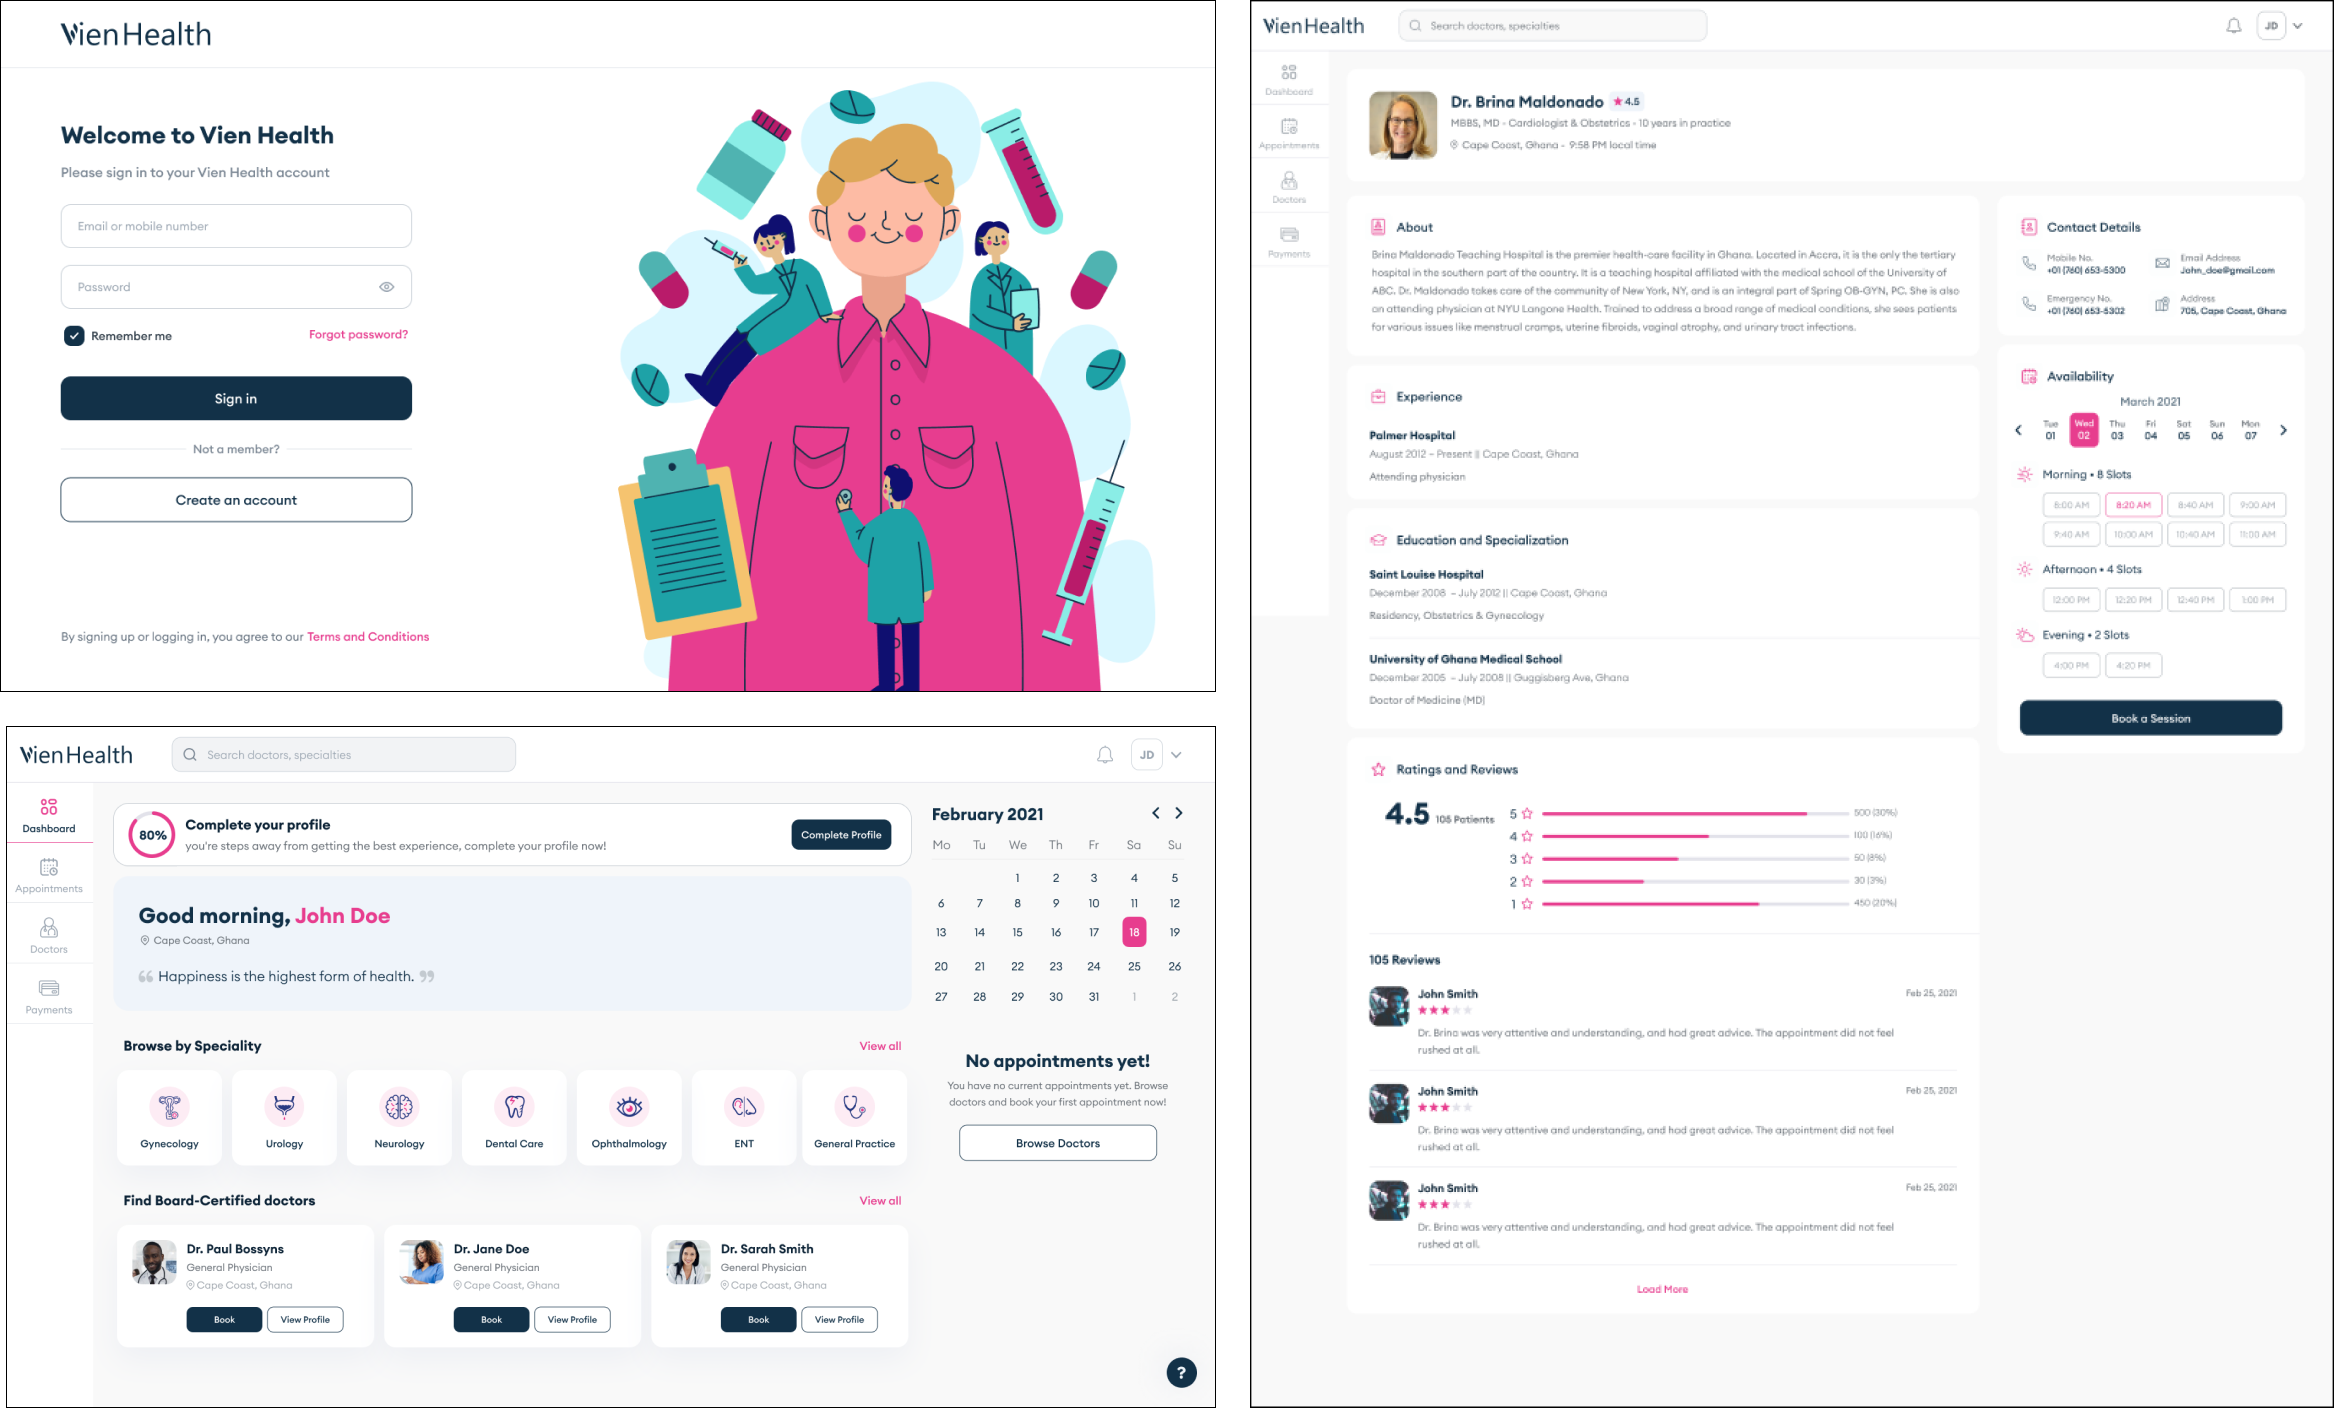 Vien Health
Welcome to Vien Health
Please sign in to your Vien Health account
Email or mobile number
Password
Remember me
Forgot password?
Sign in
Not a member?
Create an account
By signing up or logging in, you agree to our Terms and Conditions
Vien Health
Search doctors, specialties
JD
Dashboard
Appointments
Doctors
Payments
80%
Complete your profile
you're steps away from getting the best experience, complete your profile now!
Complete Profile
Good morning, John Doe
Cape Coast, Ghana
“ Happiness is the highest form of health. ”
Browse by Speciality
View all
Gynecology
Urology
Neurology
Dental Care
Ophthalmology
ENT
General Practice
Find Board-Certified doctors
View all
Dr. Paul Bossyns
General Physician
Cape Coast, Ghana
Book
View Profile
Dr. Jane Doe
General Physician
Cape Coast, Ghana
Book
View Profile
Dr. Sarah Smith
General Physician
Cape Coast, Ghana
Book
View Profile
February 2021
Mo Tu We Th Fr Sa Su
1 2 3 4 5
6 7 8 9 10 11 12
13 14 15 16 17 18 19
20 21 22 23 24 25 26
27 28 29 30 31 1 2
No appointments yet!
You have no current appointments yet. Browse
doctors and book your first appointment now!
Browse Doctors
?
Vien Health
Search doctors, specialties
JD
Dashboard
Appointments
Doctors
Payments
Dr. Brina Maldonado ★ 4.5
MBBS, MD - Cardiologist & Obstetrics - 10 years in practice
Cape Coast, Ghana - 9:58 PM local time
About
Brina Maldonado Teaching Hospital is the premier health-care facility in Ghana. Located in Accra, it is the only the tertiary
hospital in the southern part of the country. It is a teaching hospital affiliated with the medical school of the University of
ABC. Dr. Maldonado takes care of the community of New York, NY, and is an integral part of Spring OB-GYN, PC. She is also
an attending physician at NYU Langone Health. Trained to address a broad range of medical conditions, she sees patients
for various issues like menstrual cramps, uterine fibroids, vaginal atrophy, and urinary tract infections.
Experience
Palmer Hospital
August 2012 – Present || Cape Coast, Ghana
Attending physician
Education and Specialization
Saint Louise Hospital
December 2008 – July 2012 || Cape Coast, Ghana
Residency, Obstetrics & Gynecology
University of Ghana Medical School
December 2005 – July 2008 || Guggisberg Ave, Ghana
Doctor of Medicine (MD)
Ratings and Reviews
4.5 105 Patients
5 500 (30%)
4 100 (16%)
3 50 (8%)
2 30 (3%)
1 450 (20%)
105 Reviews
John Smith
Feb 25, 2021
Dr. Brina was very attentive and understanding, and had great advice. The appointment did not feel
rushed at all.
John Smith
Feb 25, 2021
Dr. Brina was very attentive and understanding, and had great advice. The appointment did not feel
rushed at all.
John Smith
Feb 25, 2021
Dr. Brina was very attentive and understanding, and had great advice. The appointment did not feel
rushed at all.
Load More
Contact Details
Mobile No.
+01 (760) 653-5300
Email Address
John_doe@gmail.com
Emergency No.
+01 (760) 653-5302
Address
705, Cape Coast, Ghana
Availability
March 2021
Tue Wed Thu Fri Sat Sun Mon
01 02 03 04 05 06 07
Morning • 8 Slots
8:00 AM 8:20 AM 8:40 AM 9:00 AM
9:40 AM 10:00 AM 10:40 AM 11:00 AM
Afternoon • 4 Slots
12:00 PM 12:20 PM 12:40 PM 1:00 PM
Evening • 2 Slots
4:00 PM 4:20 PM
Book a Session